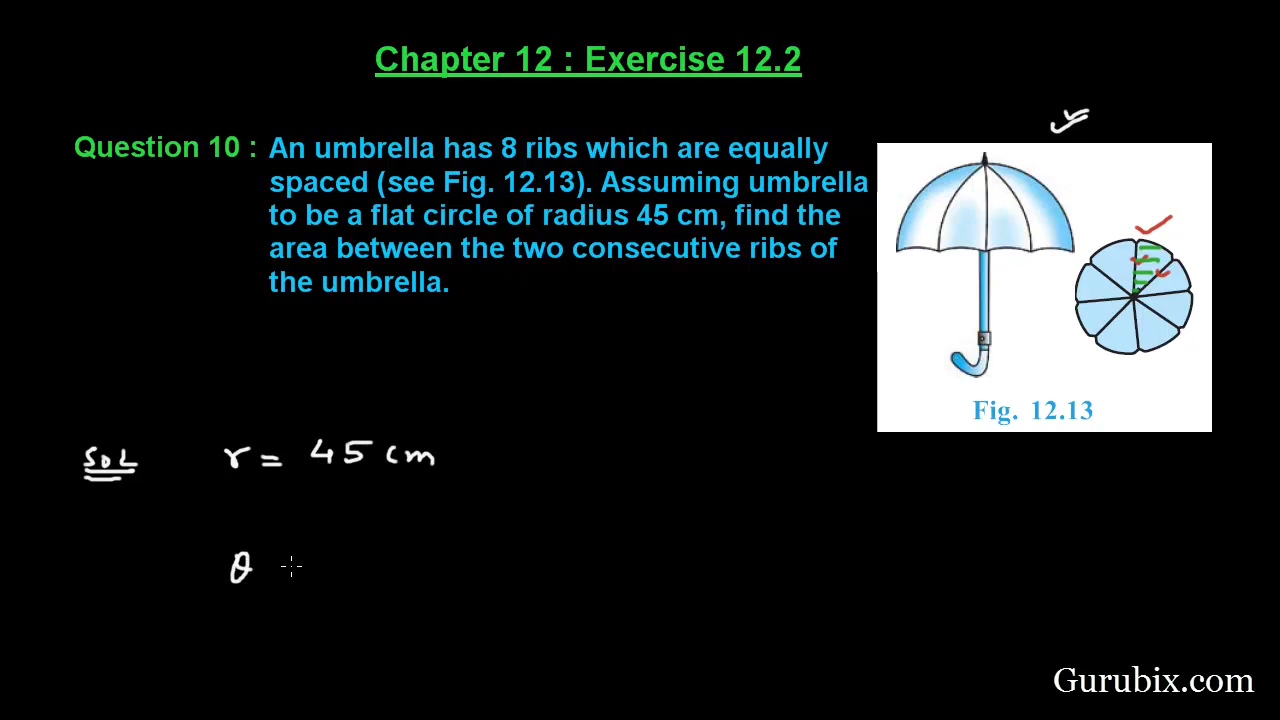 Chapter 12 : Exercise 12.2
Question 10 : An umbrella has 8 ribs which are equally
spaced (see Fig. 12.13). Assuming umbrella
to be a flat circle of radius 45 cm, find the
area between the two consecutive ribs of
the umbrella.
Fig. 12.13
SOL r = 45 cm
θ
Gurubix.com